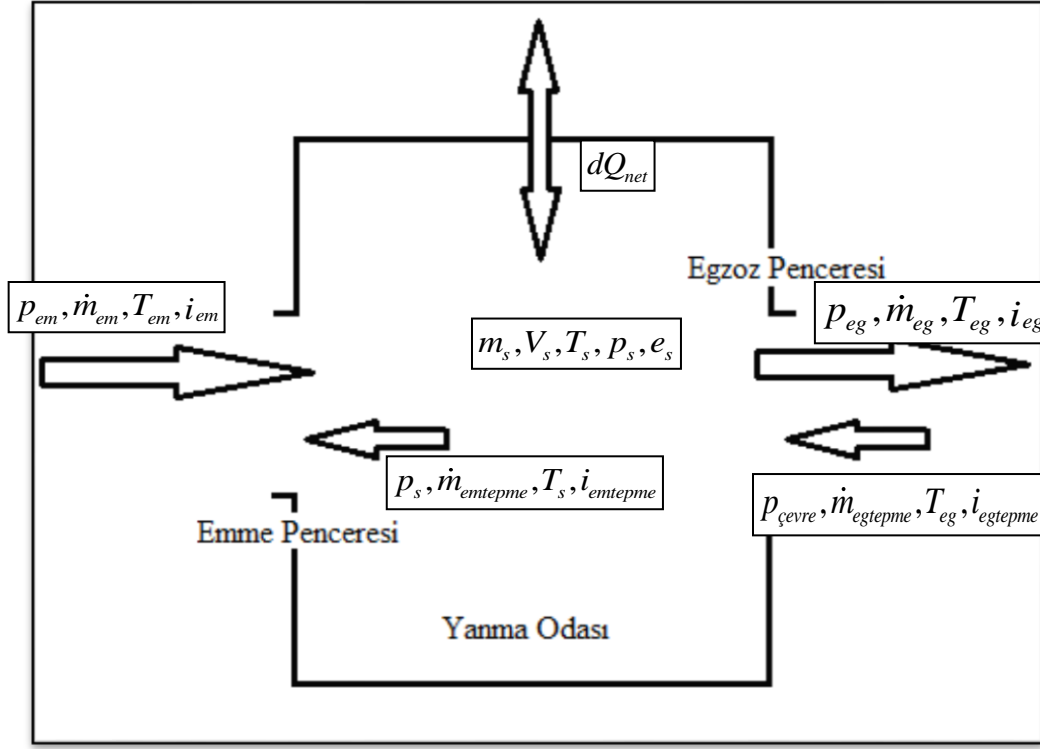 dQ_net
Egzoz Penceresi
p_em, ṁ_em, T_em, i_em
p_eg, ṁ_eg, T_eg, i_eg
m_s, V_s, T_s, p_s, e_s
p_s, ṁ_emtepme, T_s, i_emtepme
p_çevre, ṁ_egtepme, T_eg, i_egtepme
Emme Penceresi
Yanma Odası